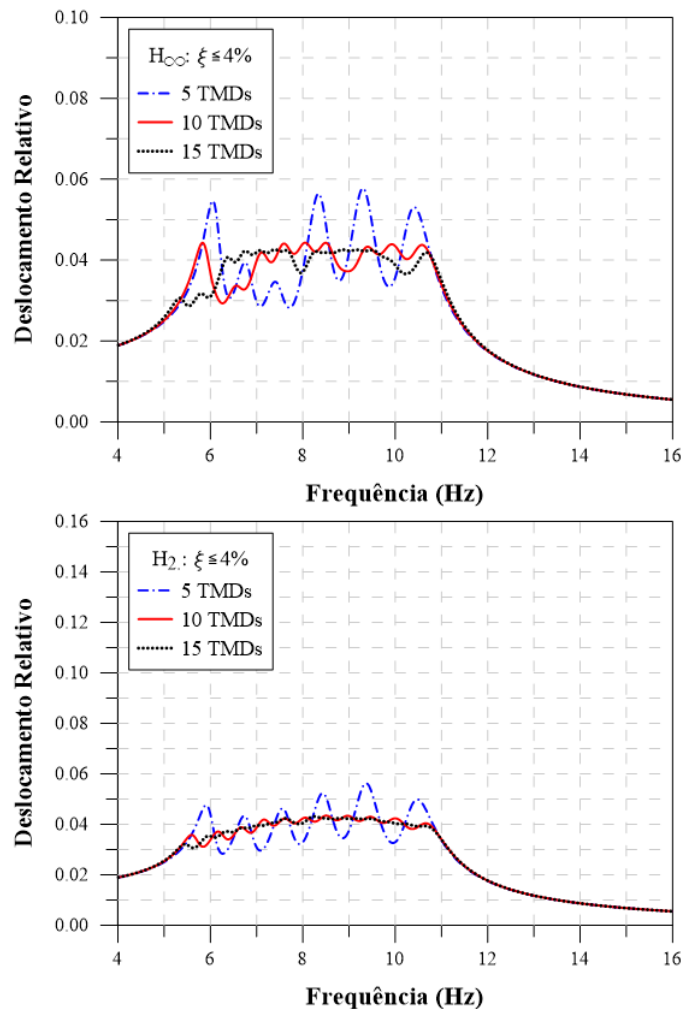 0.10
0.08
0.06
0.04
0.02
0.00
Deslocamento Relativo
H∞: ξ ≦ 4%
5 TMDs
10 TMDs
15 TMDs
4 6 8 10 12 14 16
Frequência (Hz)
0.16
0.14
0.12
0.10
0.08
0.06
0.04
0.02
0.00
Deslocamento Relativo
H2.: ξ ≦ 4%
5 TMDs
10 TMDs
15 TMDs
4 6 8 10 12 14 16
Frequência (Hz)